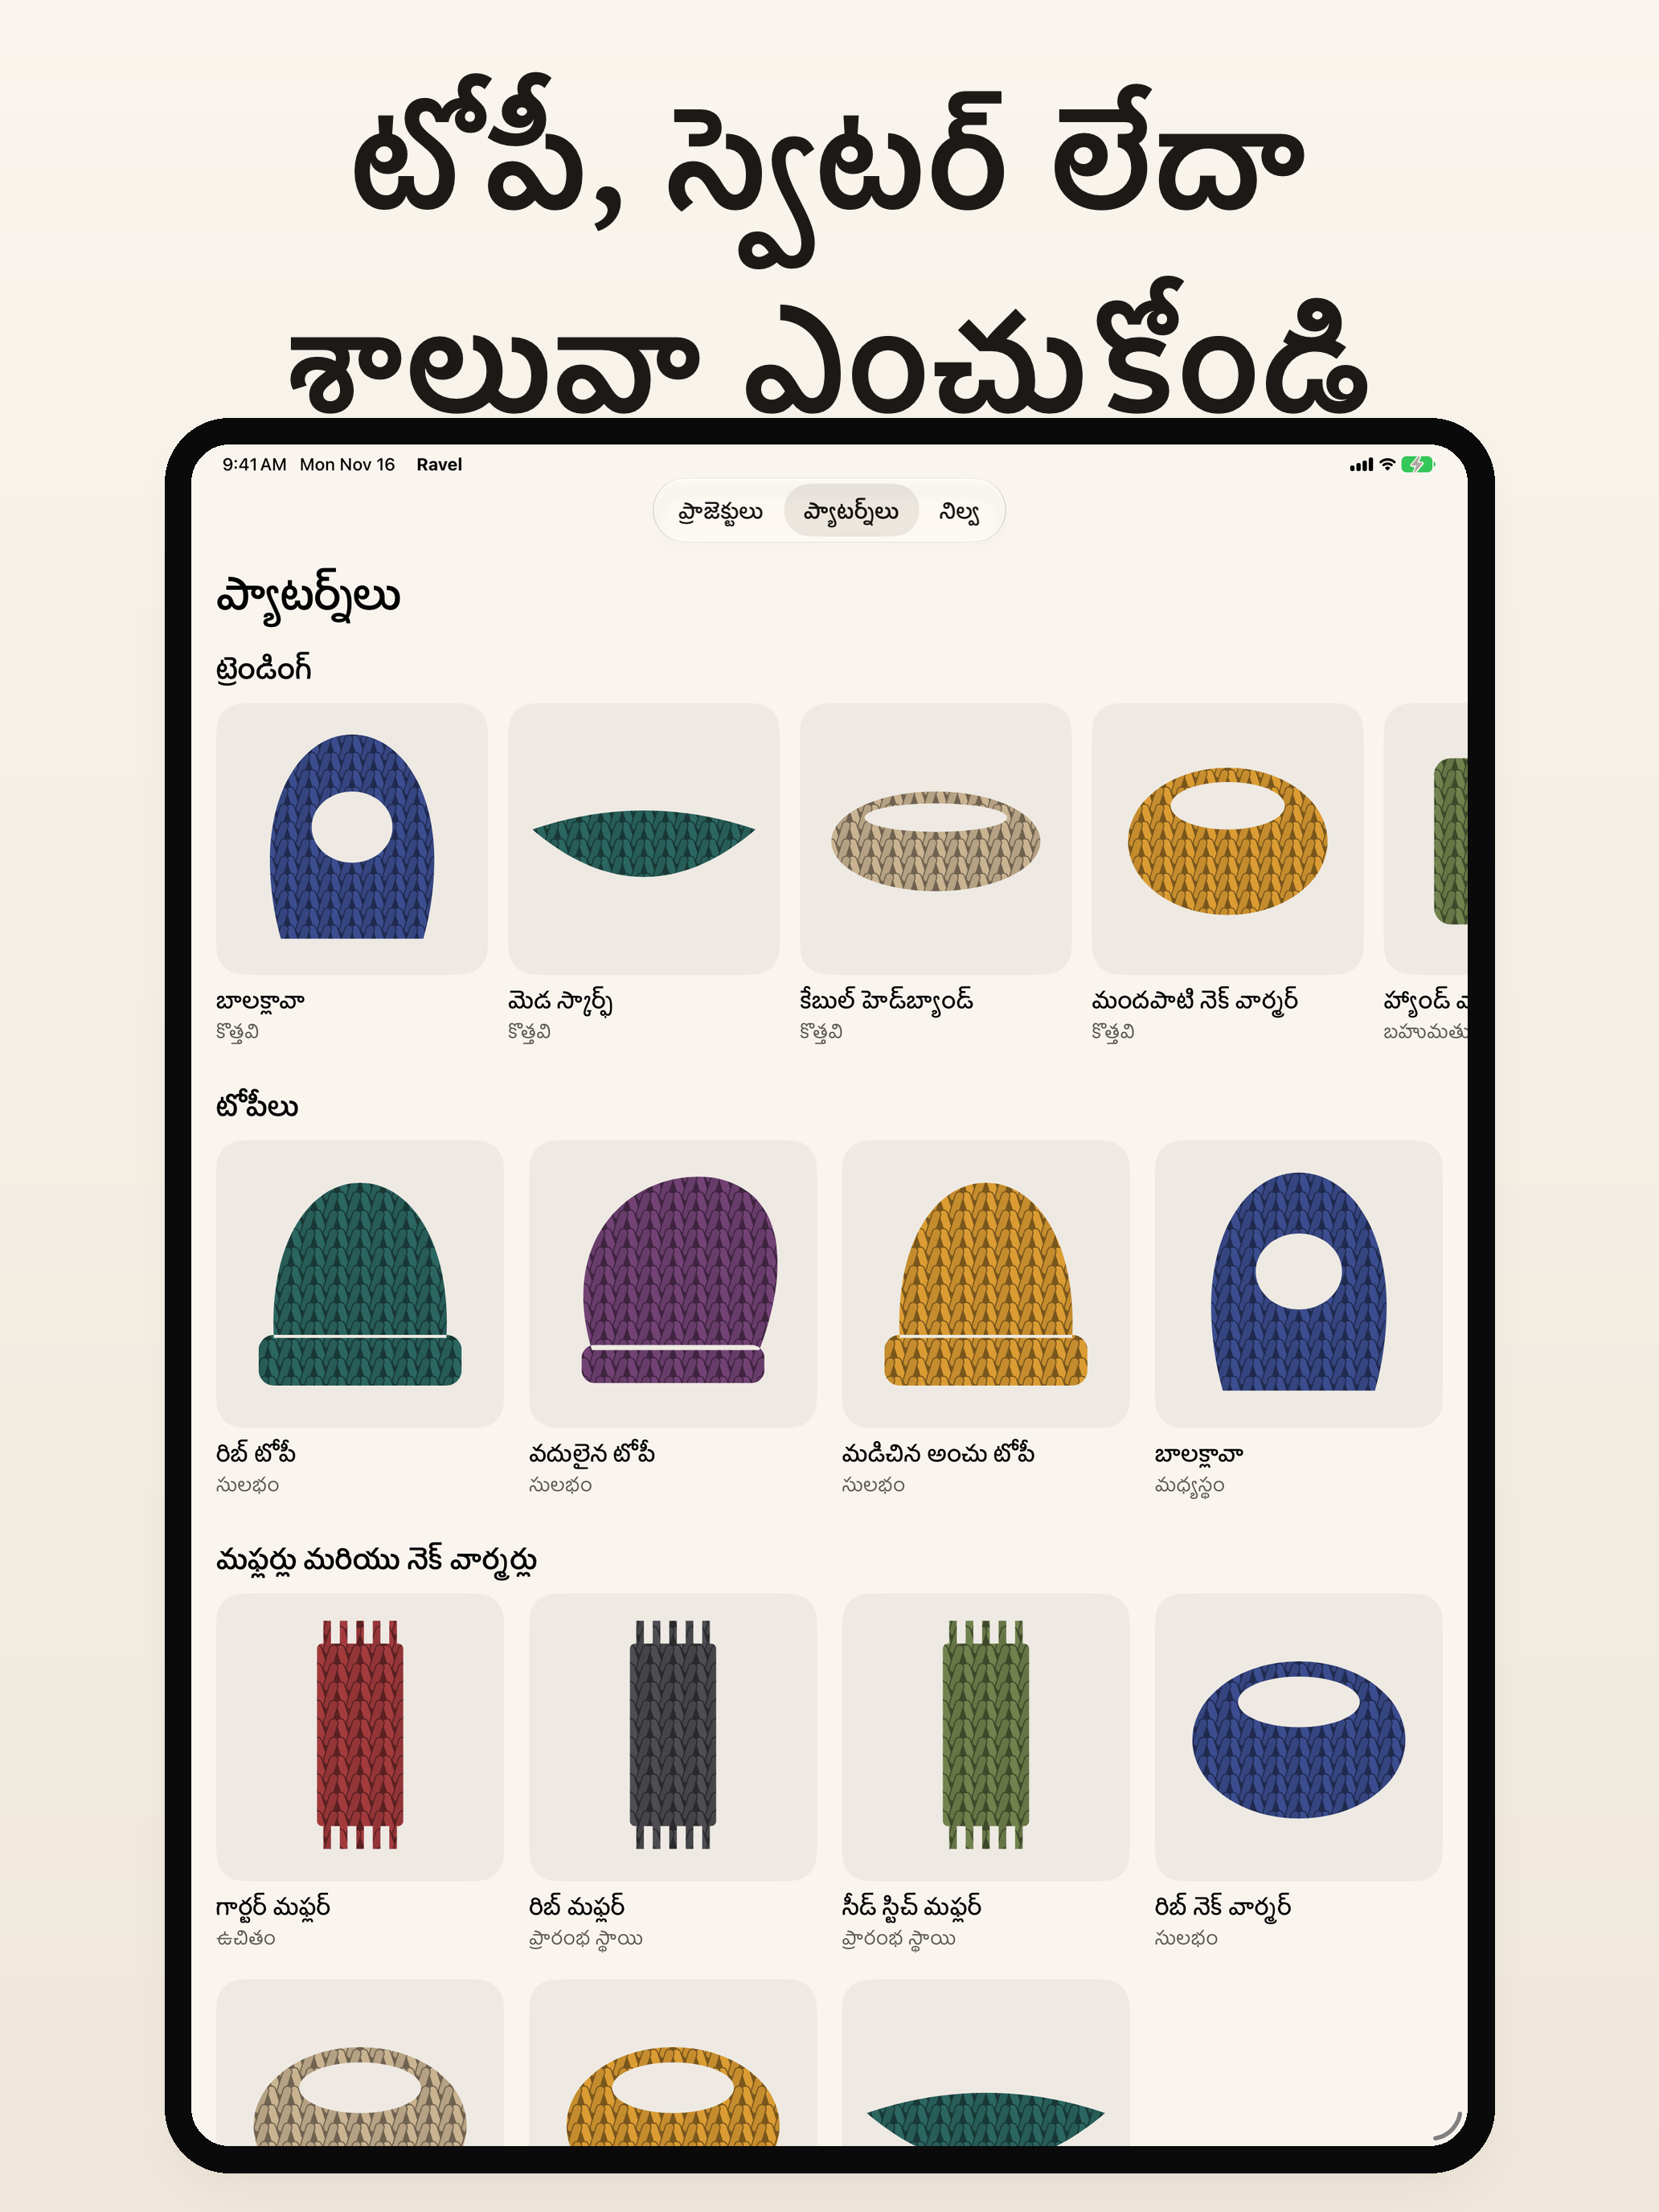 టోపీ, స్వెటర్ లేదా
శాలువా ఎంచుకోండి
9:41 AM Mon Nov 16 Ravel
ప్రాజెక్టులు ప్యాటర్న్‌లు నిల్వ
ప్యాటర్న్‌లు
ట్రెండింగ్
బాలక్లావా మెడ స్కార్ఫ్ కేబుల్ హెడ్‌బ్యాండ్ మందపాటి నెక్ వార్మర్ హ్యాండ్
కొత్తవి కొత్తవి కొత్తవి కొత్తవి
టోపీలు
రిబ్ టోపీ వదులైన టోపీ మడిచిన అంచు టోపీ బాలక్లావా
సులభం సులభం సులభం మధ్యస్థం
మఫ్లర్లు మరియు నెక్ వార్మర్లు
గార్టర్ మఫ్లర్ రిబ్ మఫ్లర్ సీడ్ స్టిచ్ మఫ్లర్ రిబ్ నెక్ వార్మర్
ఉచితం ప్రారంభ స్థాయి ప్రారంభ స్థాయి సులభం